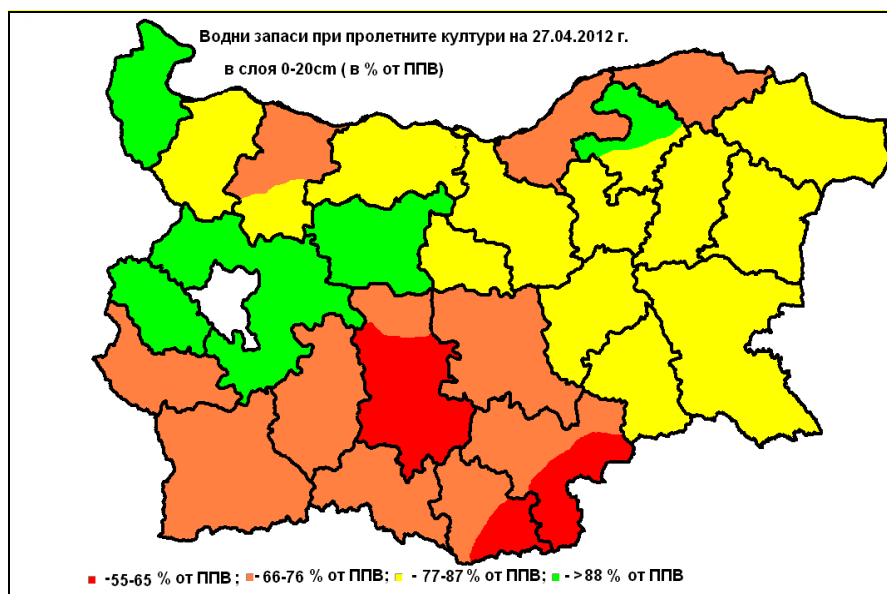 Водни запаси при пролетните култури на 27.04.2012 г.
в слоя 0-20cm ( в % от ППВ)
-55-65 % от ППВ ; - 66-76 % от ППВ; - 77-87 % от ППВ; - >88 % от ППВ